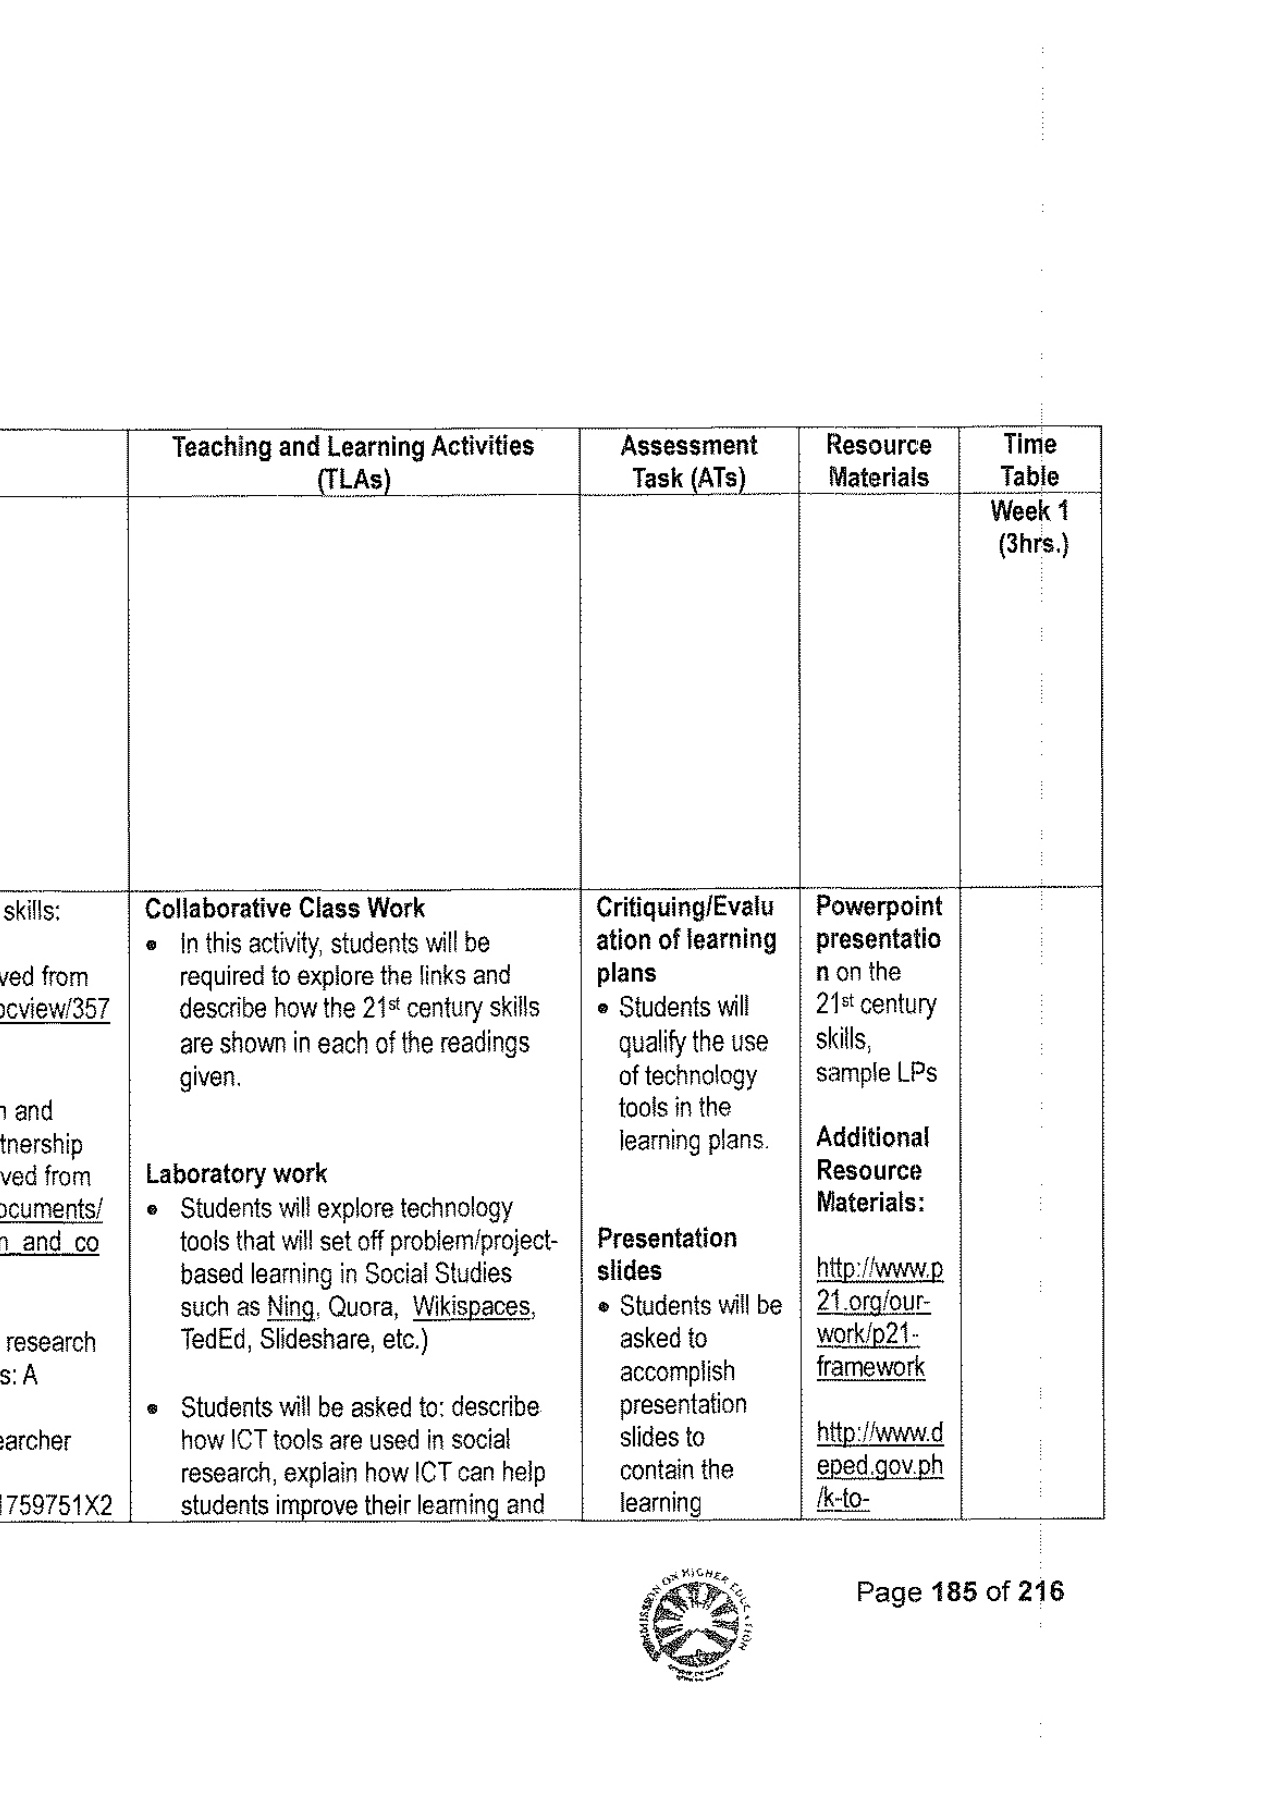 Teaching and Learning Activities
(TLAs)
Assessment
Task (ATs)
Resource
Materials
Time
Table
Week 1
(3hrs.)
skills:
ved from
ocview/357
n and
tnership
ved from
ocuments/
n_and_co
research
s: A
earcher
1759751X2
Collaborative Class Work
• In this activity, students will be
required to explore the links and
describe how the 21st century skills
are shown in each of the readings
given.
Laboratory work
• Students will explore technology
tools that will set off problem/project-
based learning in Social Studies
such as Ning, Quora, Wikispaces,
TedEd, Slideshare, etc.)
• Students will be asked to: describe
how ICT tools are used in social
research, explain how ICT can help
students improve their learning and
Critiquing/Evalu
ation of learning
plans
• Students will
qualify the use
of technology
tools in the
learning plans.
Presentation
slides
• Students will be
asked to
accomplish
presentation
slides to
contain the
learning
Powerpoint
presentatio
n on the
21st century
skills,
sample LPs
Additional
Resource
Materials:
http://www.p
21.org/our-
work/p21-
framework
http://www.d
eped.gov.ph
/k-to-
ON HIGHER EDUCATION
Page 185 of 216